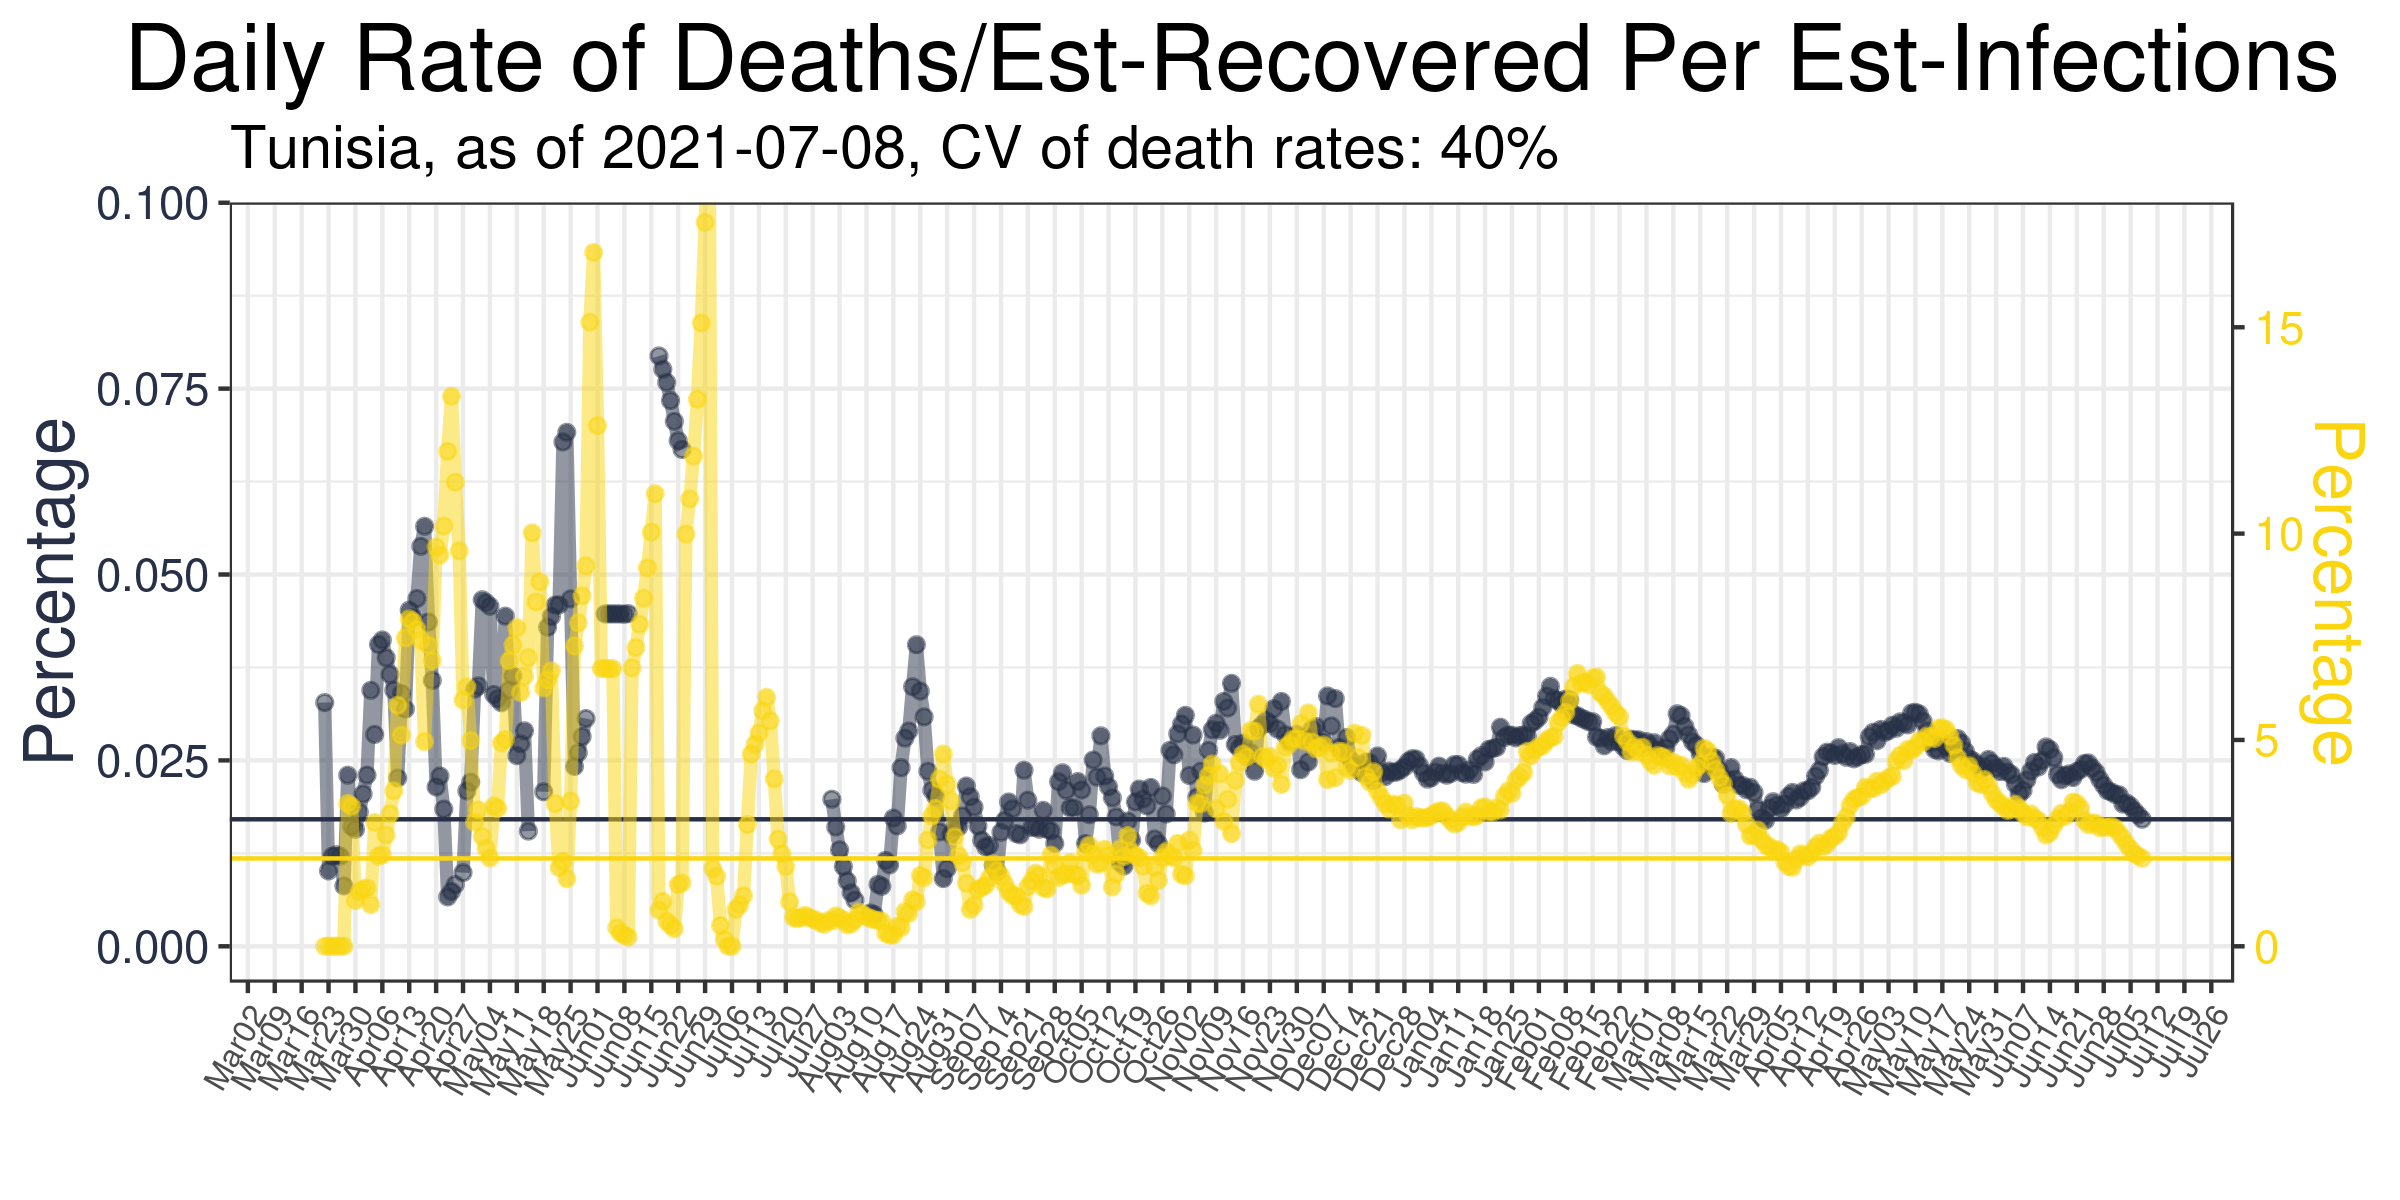 Daily Rate of Deaths/Est-Recovered Per Est-Infections
Tunisia, as of 2021-07-08, CV of death rates: 40%
Percentage
0.100
0.075
0.050
0.025
0.000
15
10
5
0
Percentage
Mar02
Mar09
Mar16
Mar23
Mar30
Apr06
Apr13
Apr20
Apr27
May04
May11
May18
May25
Jun01
Jun08
Jun15
Jun22
Jun29
Jul06
Jul13
Jul20
Jul27
Aug03
Aug10
Aug17
Aug24
Aug31
Sep07
Sep14
Sep21
Sep28
Oct05
Oct12
Oct19
Oct26
Nov02
Nov09
Nov16
Nov23
Nov30
Dec07
Dec14
Dec21
Dec28
Jan04
Jan11
Jan18
Jan25
Feb01
Feb08
Feb15
Feb22
Mar01
Mar08
Mar15
Mar22
Mar29
Apr05
Apr12
Apr19
Apr26
May03
May10
May17
May24
May31
Jun07
Jun14
Jun21
Jun28
Jul05
Jul12
Jul19
Jul26